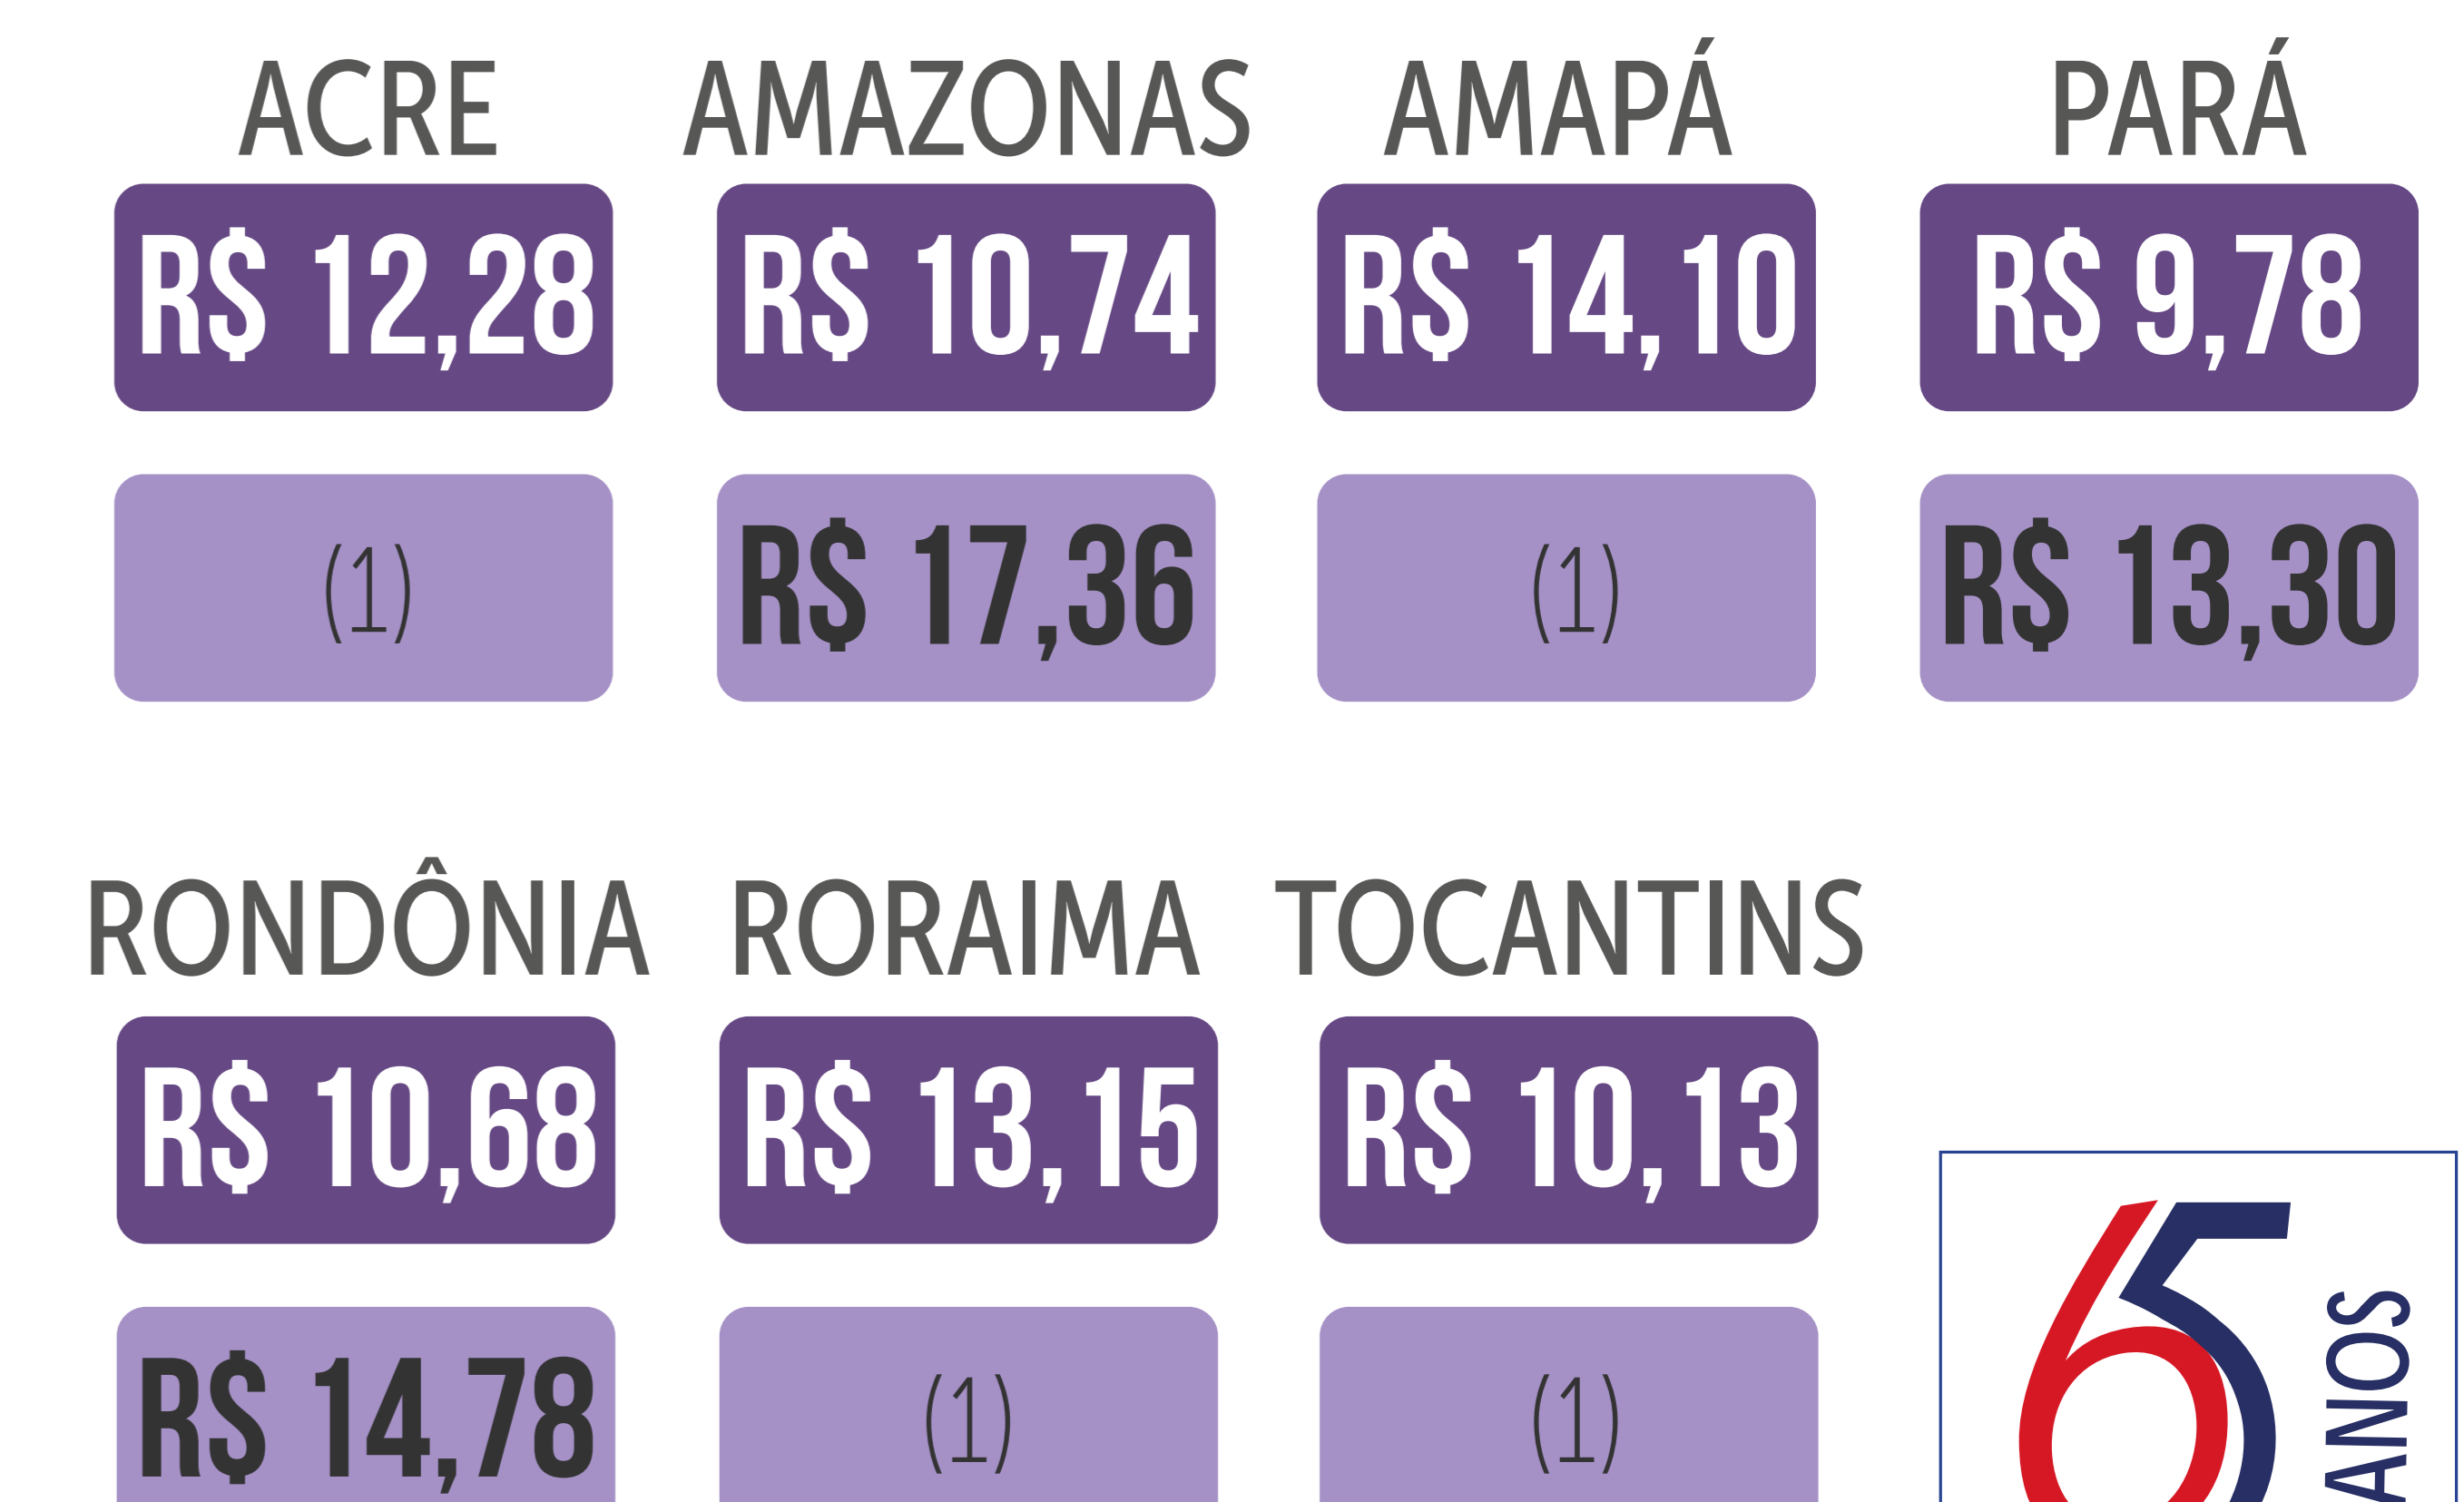 ACRE AMAZONAS AMAPÁ PARÁ
R$ 12,28 R$ 10,74 R$ 14,10 R$ 9,78
(1) R$ 17,36 (1) R$ 13,30
RONDÔNIA RORAIMA TOCANTINS
R$ 10,68 R$ 13,15 R$ 10,13
R$ 14,78 (1) (1)
65
ANOS